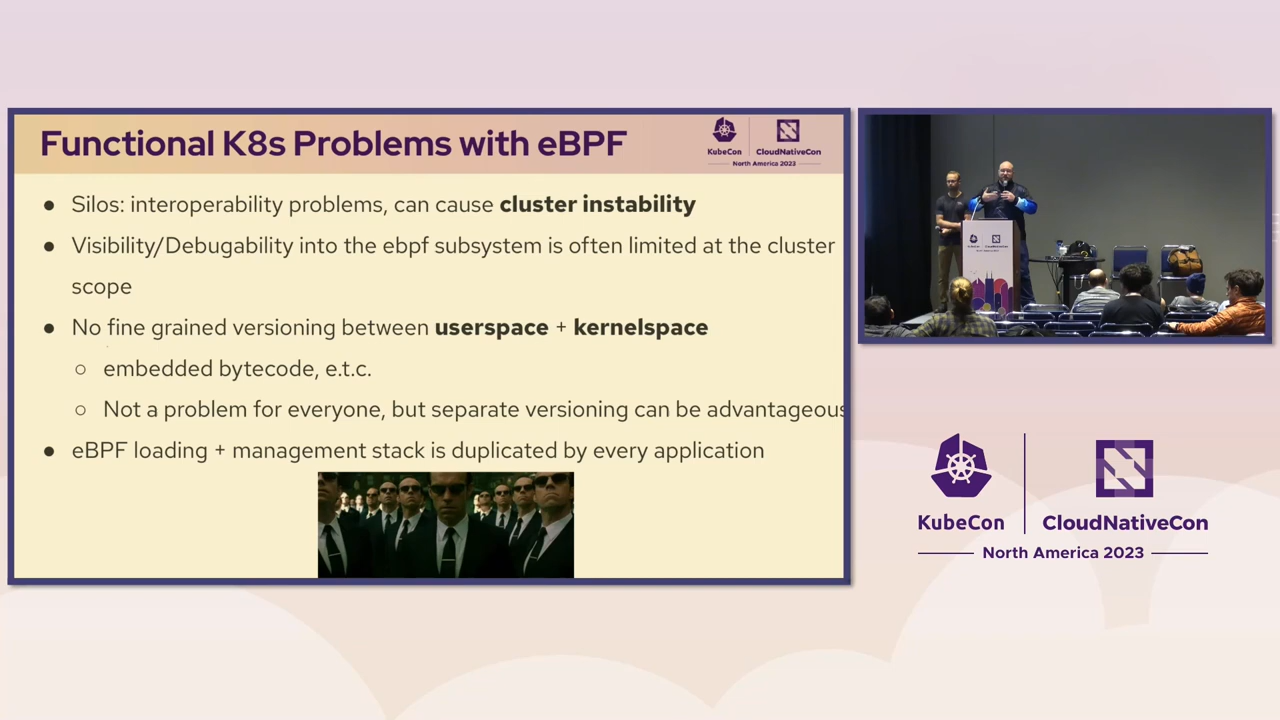 Functional K8s Problems with eBPF
KubeCon
CloudNativeCon
North America 2023
● Silos: interoperability problems, can cause cluster instability
● Visibility/Debugability into the ebpf subsystem is often limited at the cluster
scope
● No fine grained versioning between userspace + kernelspace
○ embedded bytecode, e.t.c.
○ Not a problem for everyone, but separate versioning can be advantageous
● eBPF loading + management stack is duplicated by every application
KubeCon
CloudNativeCon
North America 2023